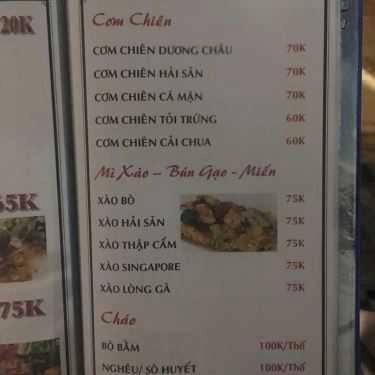 20K
55K
75K
Cơm Chiên
CƠM CHIÊN DƯƠNG CHÂU 70K
CƠM CHIÊN HẢI SẢN 70K
CƠM CHIÊN CÁ MẶN 70K
CƠM CHIÊN TỎI TRỨNG 60K
CƠM CHIÊN CẢI CHUA 60K
Mì Xào – Bún Gạo - Miến
XÀO BÒ 75K
XÀO HẢI SẢN 75K
XÀO THẬP CẨM 75K
XÀO SINGAPORE 75K
XÀO LÒNG GÀ 75K
Cháo
BÒ BẰM 100K/Thố
NGHÊU/ SÒ HUYẾT 100K/Thố